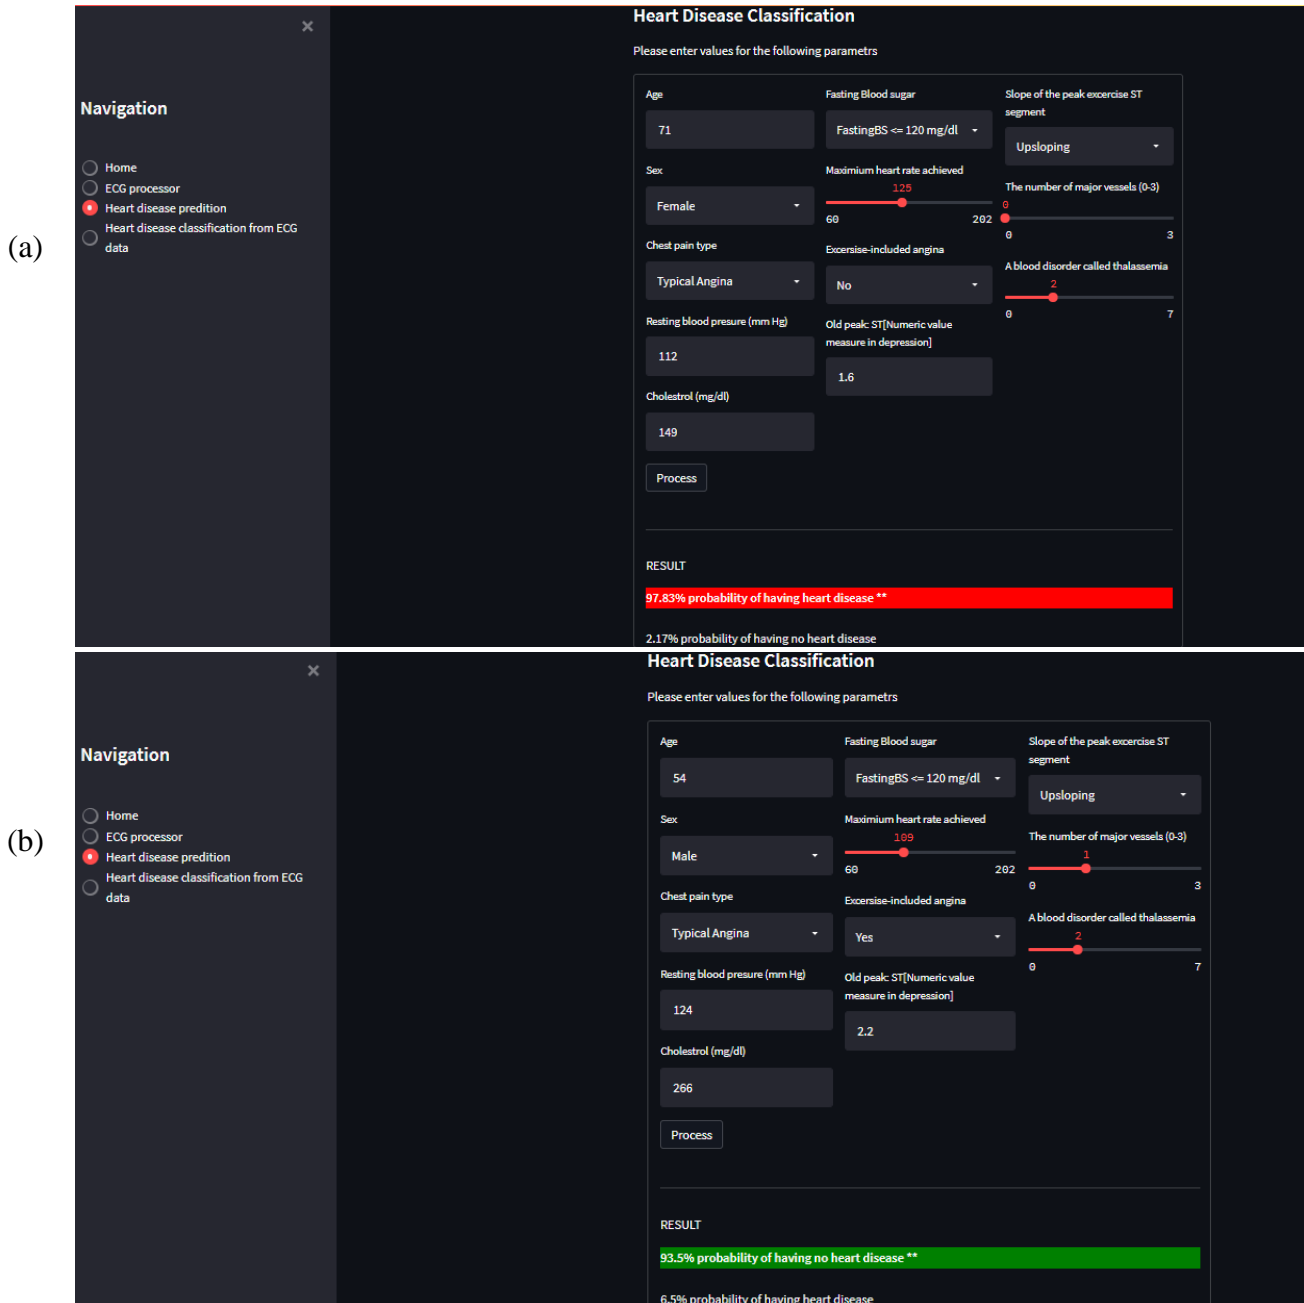 (a)
×
Navigation
Home
ECG processor
Heart disease predition
Heart disease classification from ECG
data
Heart Disease Classification
Please enter values for the following parametrs
Age
71
Sex
Female
Chest pain type
Typical Angina
Resting blood presure (mm Hg)
112
Cholestrol (mg/dl)
149
Process
Fasting Blood sugar
FastingBS <= 120 mg/dl
Maximium heart rate achieved
125
60 202
Excersise-included angina
No
Old peak: ST[Numeric value
measure in depression]
1.6
Slope of the peak excercise ST
segment
Upsloping
The number of major vessels (0-3)
0
0 3
A blood disorder called thalassemia
2
0 7
RESULT
97.83% probability of having heart disease **
2.17% probability of having no heart disease
(b)
×
Navigation
Home
ECG processor
Heart disease predition
Heart disease classification from ECG
data
Heart Disease Classification
Please enter values for the following parametrs
Age
54
Sex
Male
Chest pain type
Typical Angina
Resting blood presure (mm Hg)
124
Cholestrol (mg/dl)
266
Process
Fasting Blood sugar
FastingBS <= 120 mg/dl
Maximium heart rate achieved
109
60 202
Excersise-included angina
Yes
Old peak: ST[Numeric value
measure in depression]
2.2
Slope of the peak excercise ST
segment
Upsloping
The number of major vessels (0-3)
1
0 3
A blood disorder called thalassemia
2
0 7
RESULT
93.5% probability of having no heart disease **
6.5% probability of having heart disease